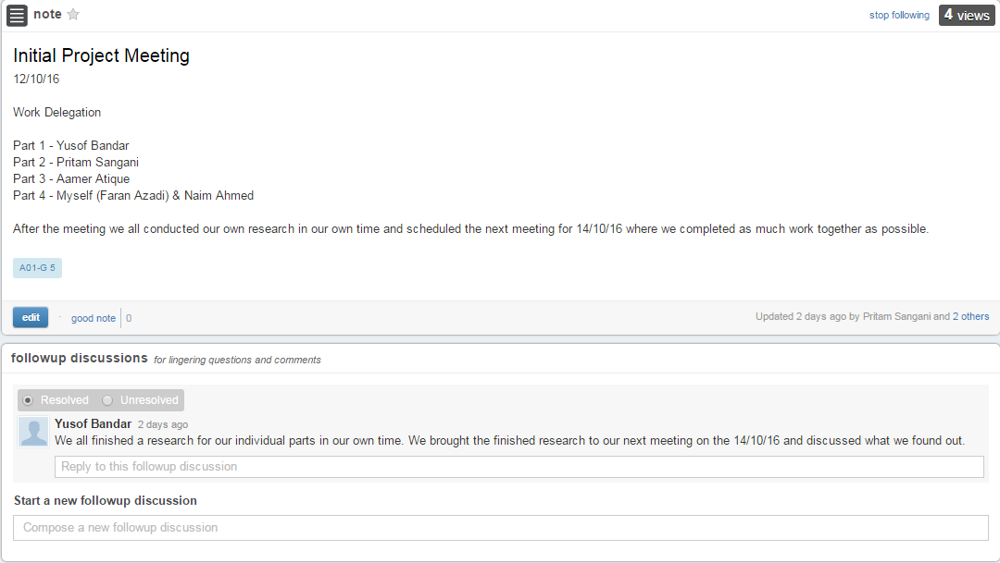 note
stop following
4 views
Initial Project Meeting
12/10/16
Work Delegation
Part 1 - Yusof Bandar
Part 2 - Pritam Sangani
Part 3 - Aamer Atique
Part 4 - Myself (Faran Azadi) & Naim Ahmed
After the meeting we all conducted our own research in our own time and scheduled the next meeting for 14/10/16 where we completed as much work together as possible.
A01-G 5
edit · good note 0
Updated 2 days ago by Pritam Sangani and 2 others
followup discussions for lingering questions and comments
Resolved Unresolved
Yusof Bandar 2 days ago
We all finished a research for our individual parts in our own time. We brought the finished research to our next meeting on the 14/10/16 and discussed what we found out.
Reply to this followup discussion
Start a new followup discussion
Compose a new followup discussion